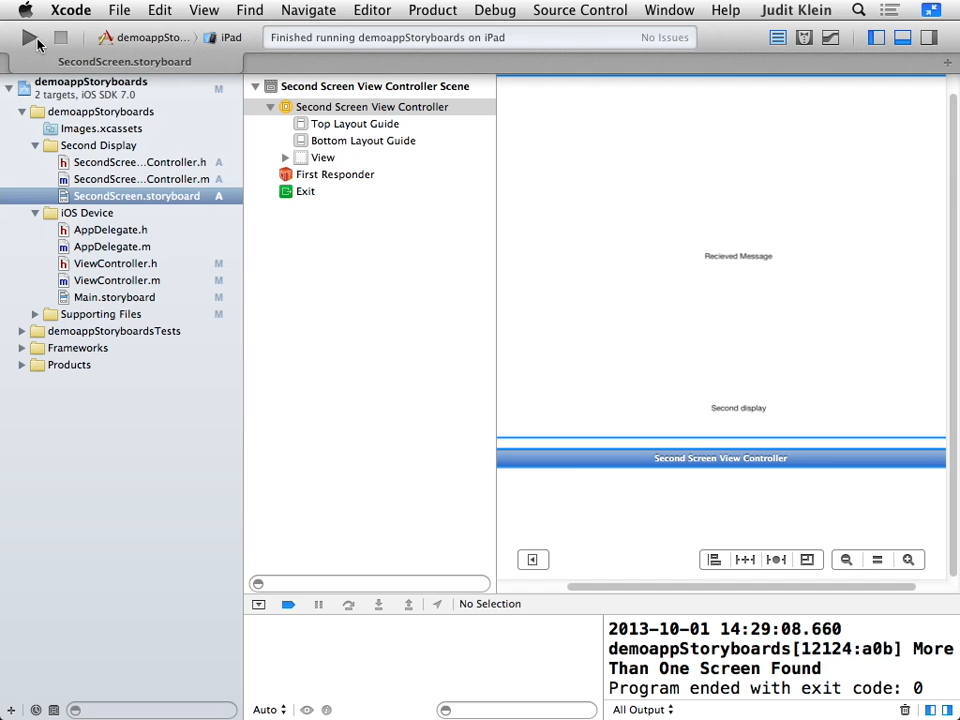 Xcode File Edit View Find Navigate Editor Product Debug Source Control Window Help Judit Klein
demoappSto... iPad Finished running demoappStoryboards on iPad No Issues
SecondScreen.storyboard
demoappStoryboards M
2 targets, iOS SDK 7.0
demoappStoryboards
Images.xcassets
Second Display
SecondScree...Controller.h A
SecondScree...Controller.m A
SecondScreen.storyboard A
iOS Device
AppDelegate.h
AppDelegate.m
ViewController.h M
ViewController.m M
Main.storyboard M
Supporting Files M
demoappStoryboardsTests
Frameworks
Products
Second Screen View Controller Scene
Second Screen View Controller
Top Layout Guide
Bottom Layout Guide
View
First Responder
Exit
Recieved Message
Second display
Second Screen View Controller
No Selection
2013-10-01 14:29:08.660
demoappStoryboards[12124:a0b] More
Than One Screen Found
Program ended with exit code: 0
Auto
All Output